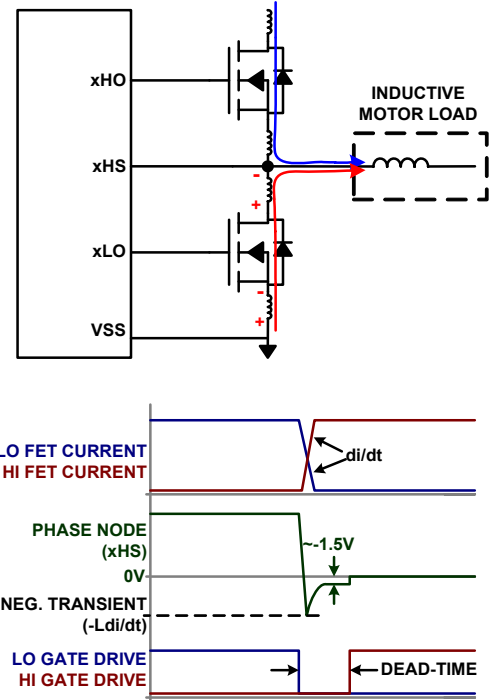 xHO
INDUCTIVE
MOTOR LOAD
xHS
-
+
xLO
-
+
VSS
LO FET CURRENT
HI FET CURRENT
di/dt
PHASE NODE
(xHS)
~-1.5V
0V
NEG. TRANSIENT
(-Ldi/dt)
LO GATE DRIVE
HI GATE DRIVE
DEAD-TIME